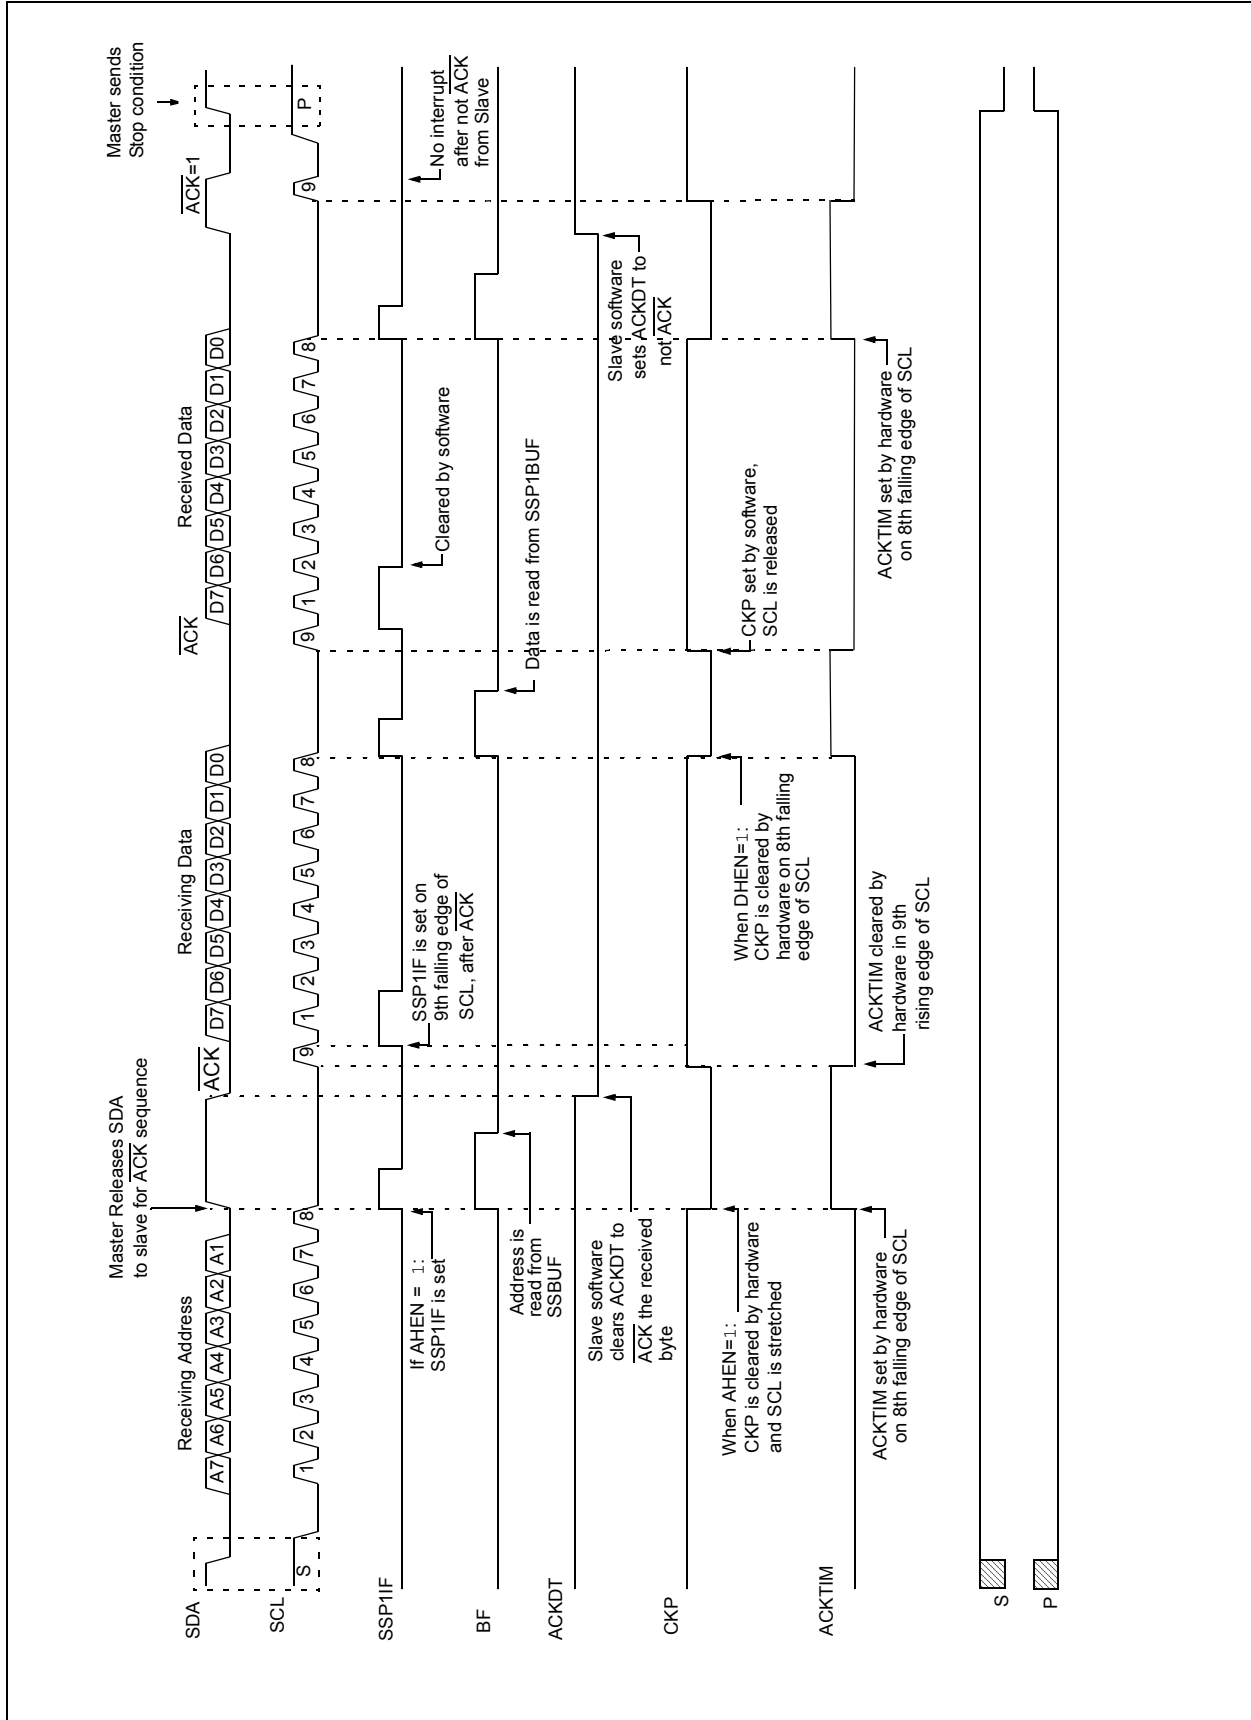 Master Releases SDA
to slave for ACK sequence
Master sends
Stop condition
Receiving Address
Receiving Data
Received Data
ACK
ACK
ACK=1
SDA
A7 A6 A5 A4 A3 A2 A1
D7 D6 D5 D4 D3 D2 D1 D0
D7 D6 D5 D4 D3 D2 D1 D0
SCL
S
1 2 3 4 5 6 7 8
9
1 2 3 4 5 6 7 8
9
1 2 3 4 5 6 7 8
9
P
SSP1IF
If AHEN = 1:
SSP1IF is set
SSP1IF is set on
9th falling edge of
SCL, after ACK
Cleared by software
No interrupt
after not ACK
from Slave
BF
Address is
read from
SSBUF
Data is read from SSP1BUF
ACKDT
Slave software
clears ACKDT to
ACK the received
byte
Slave software
sets ACKDT to
not ACK
CKP
When AHEN=1:
CKP is cleared by hardware
and SCL is stretched
When DHEN=1:
CKP is cleared by
hardware on 8th falling
edge of SCL
CKP set by software,
SCL is released
ACKTIM
ACKTIM set by hardware
on 8th falling edge of SCL
ACKTIM cleared by
hardware in 9th
rising edge of SCL
ACKTIM set by hardware
on 8th falling edge of SCL
S
P